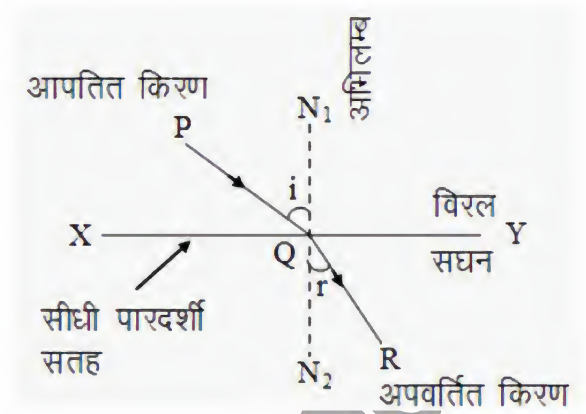 अभिलम्ब
आपतित किरण
N₁
P
i
विरल
X
Y
Q
सघन
r
सीधी पारदर्शी
सतह
N₂
R
अपवर्तित किरण